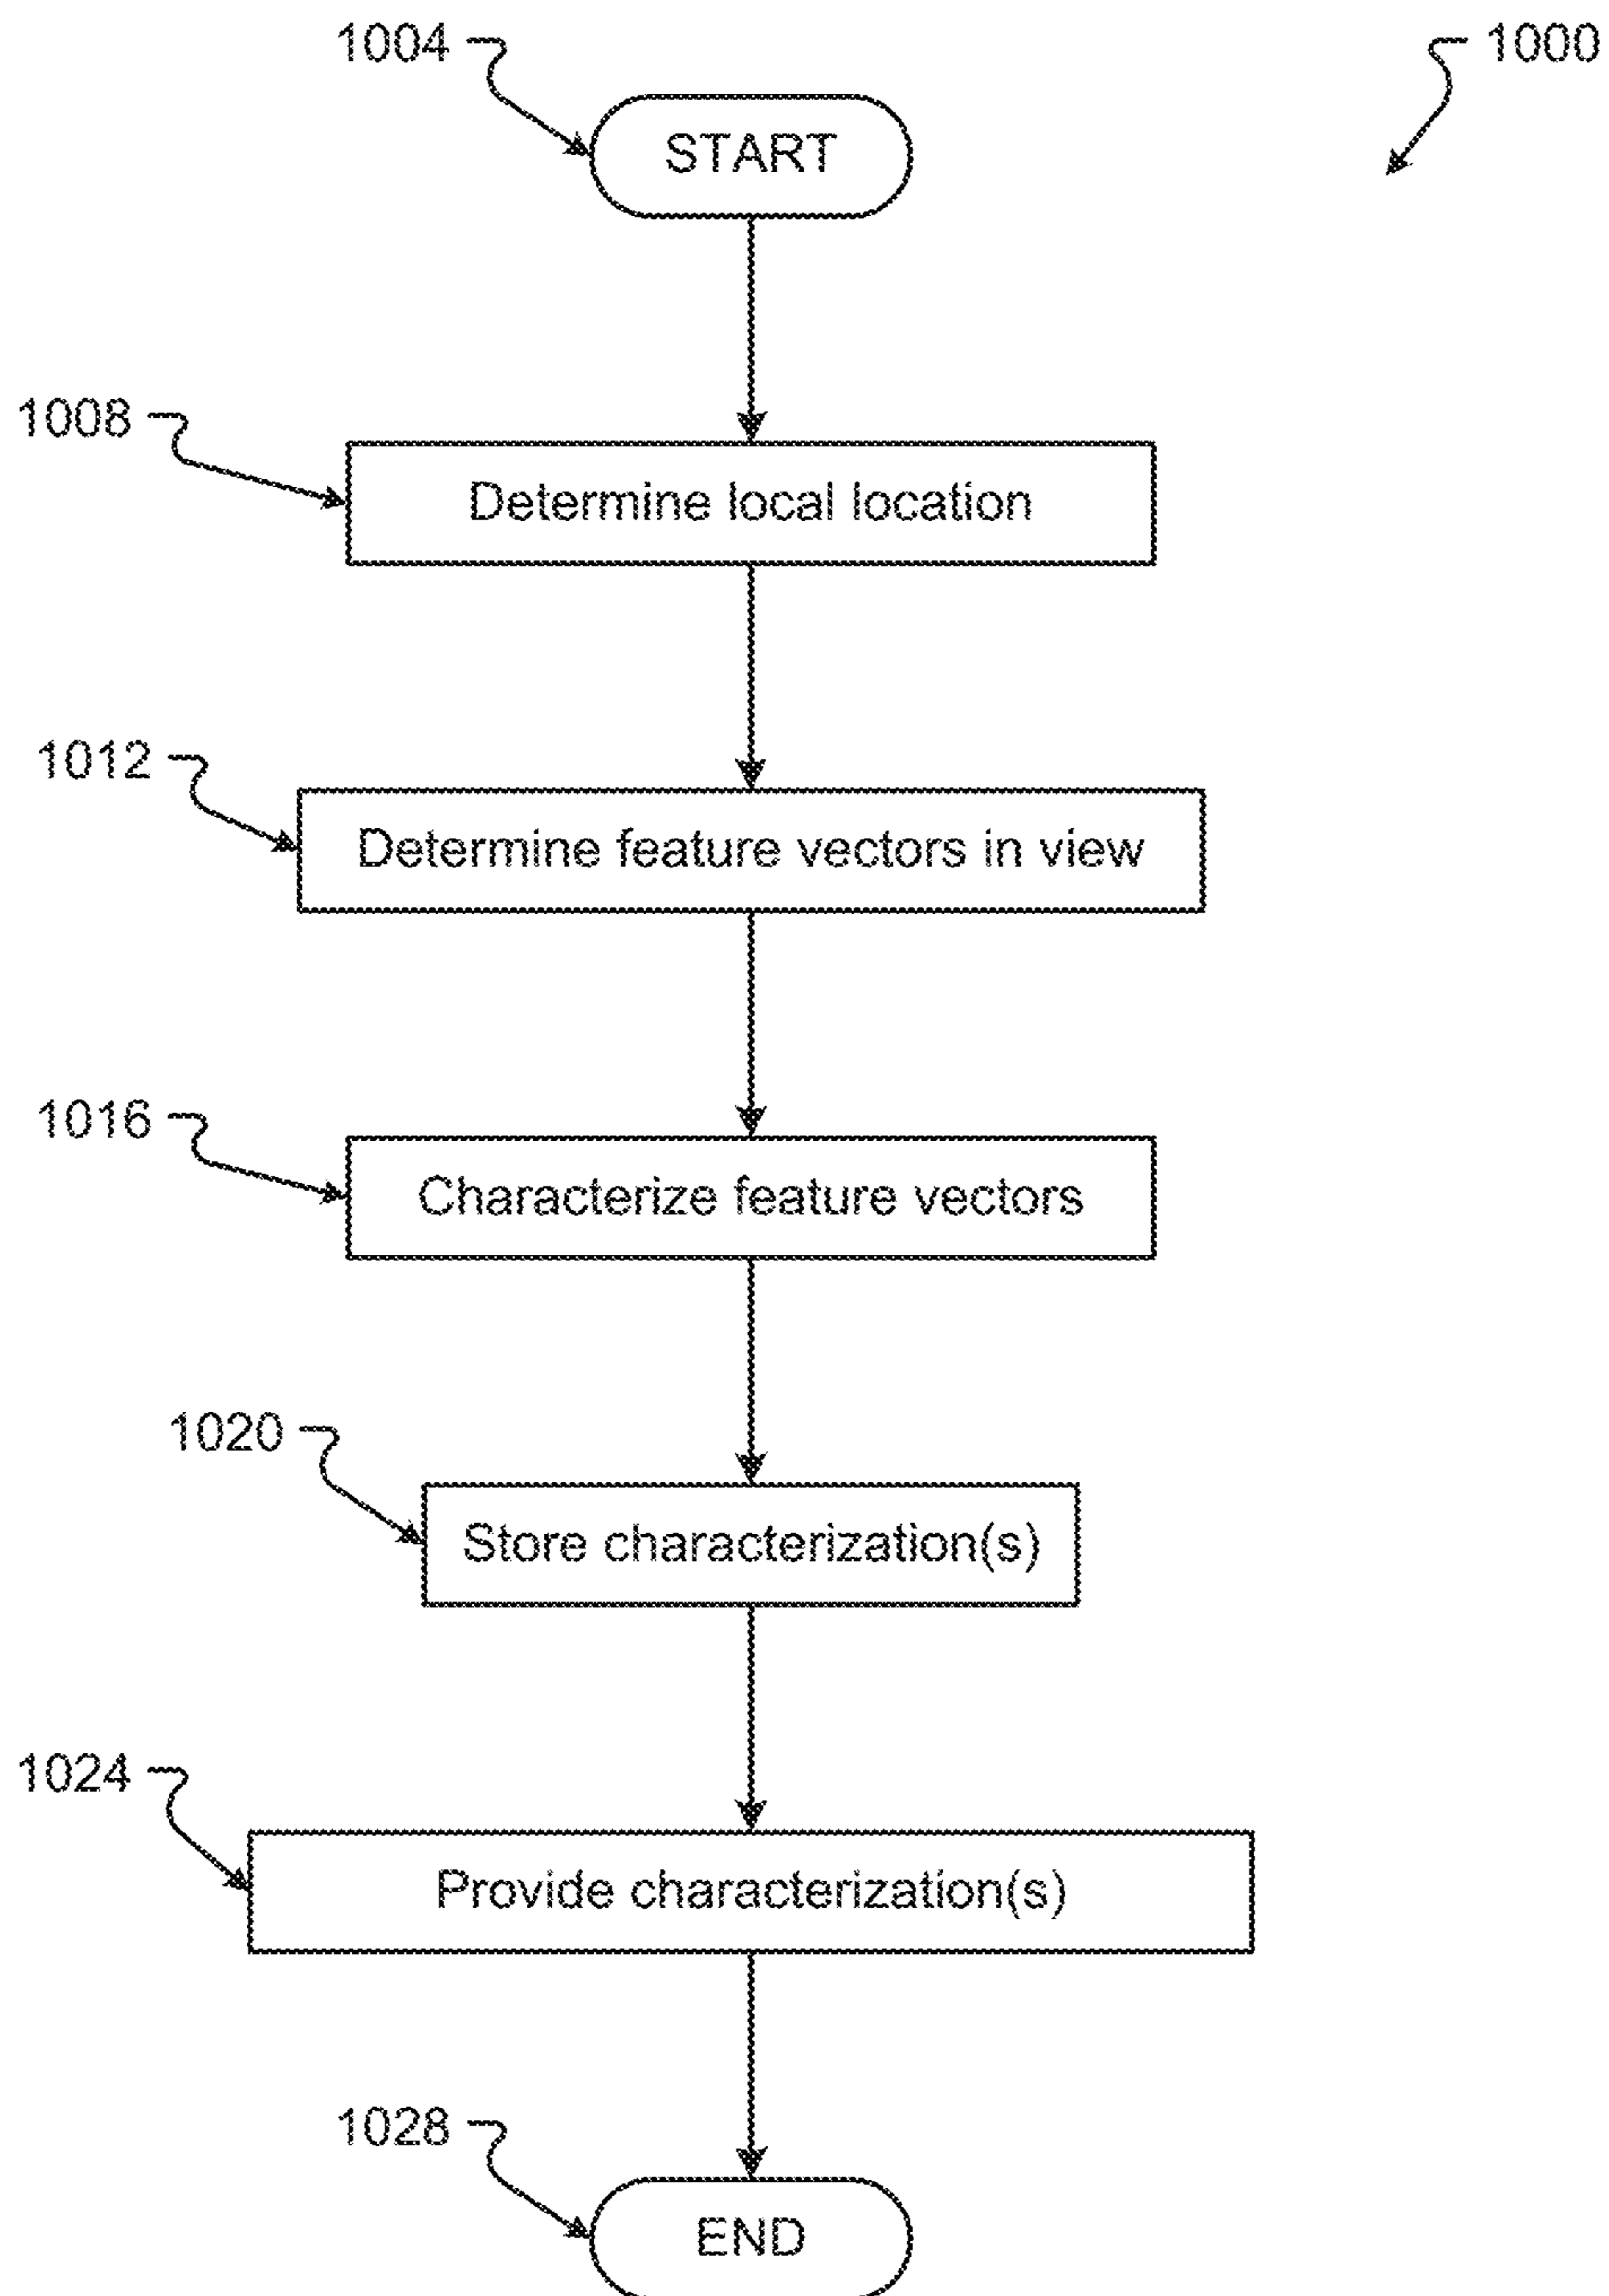 1004
1000
START
1008
Determine local location
1012
Determine feature vectors in view
1016
Characterize feature vectors
1020
Store characterization(s)
1024
Provide characterization(s)
1028
END